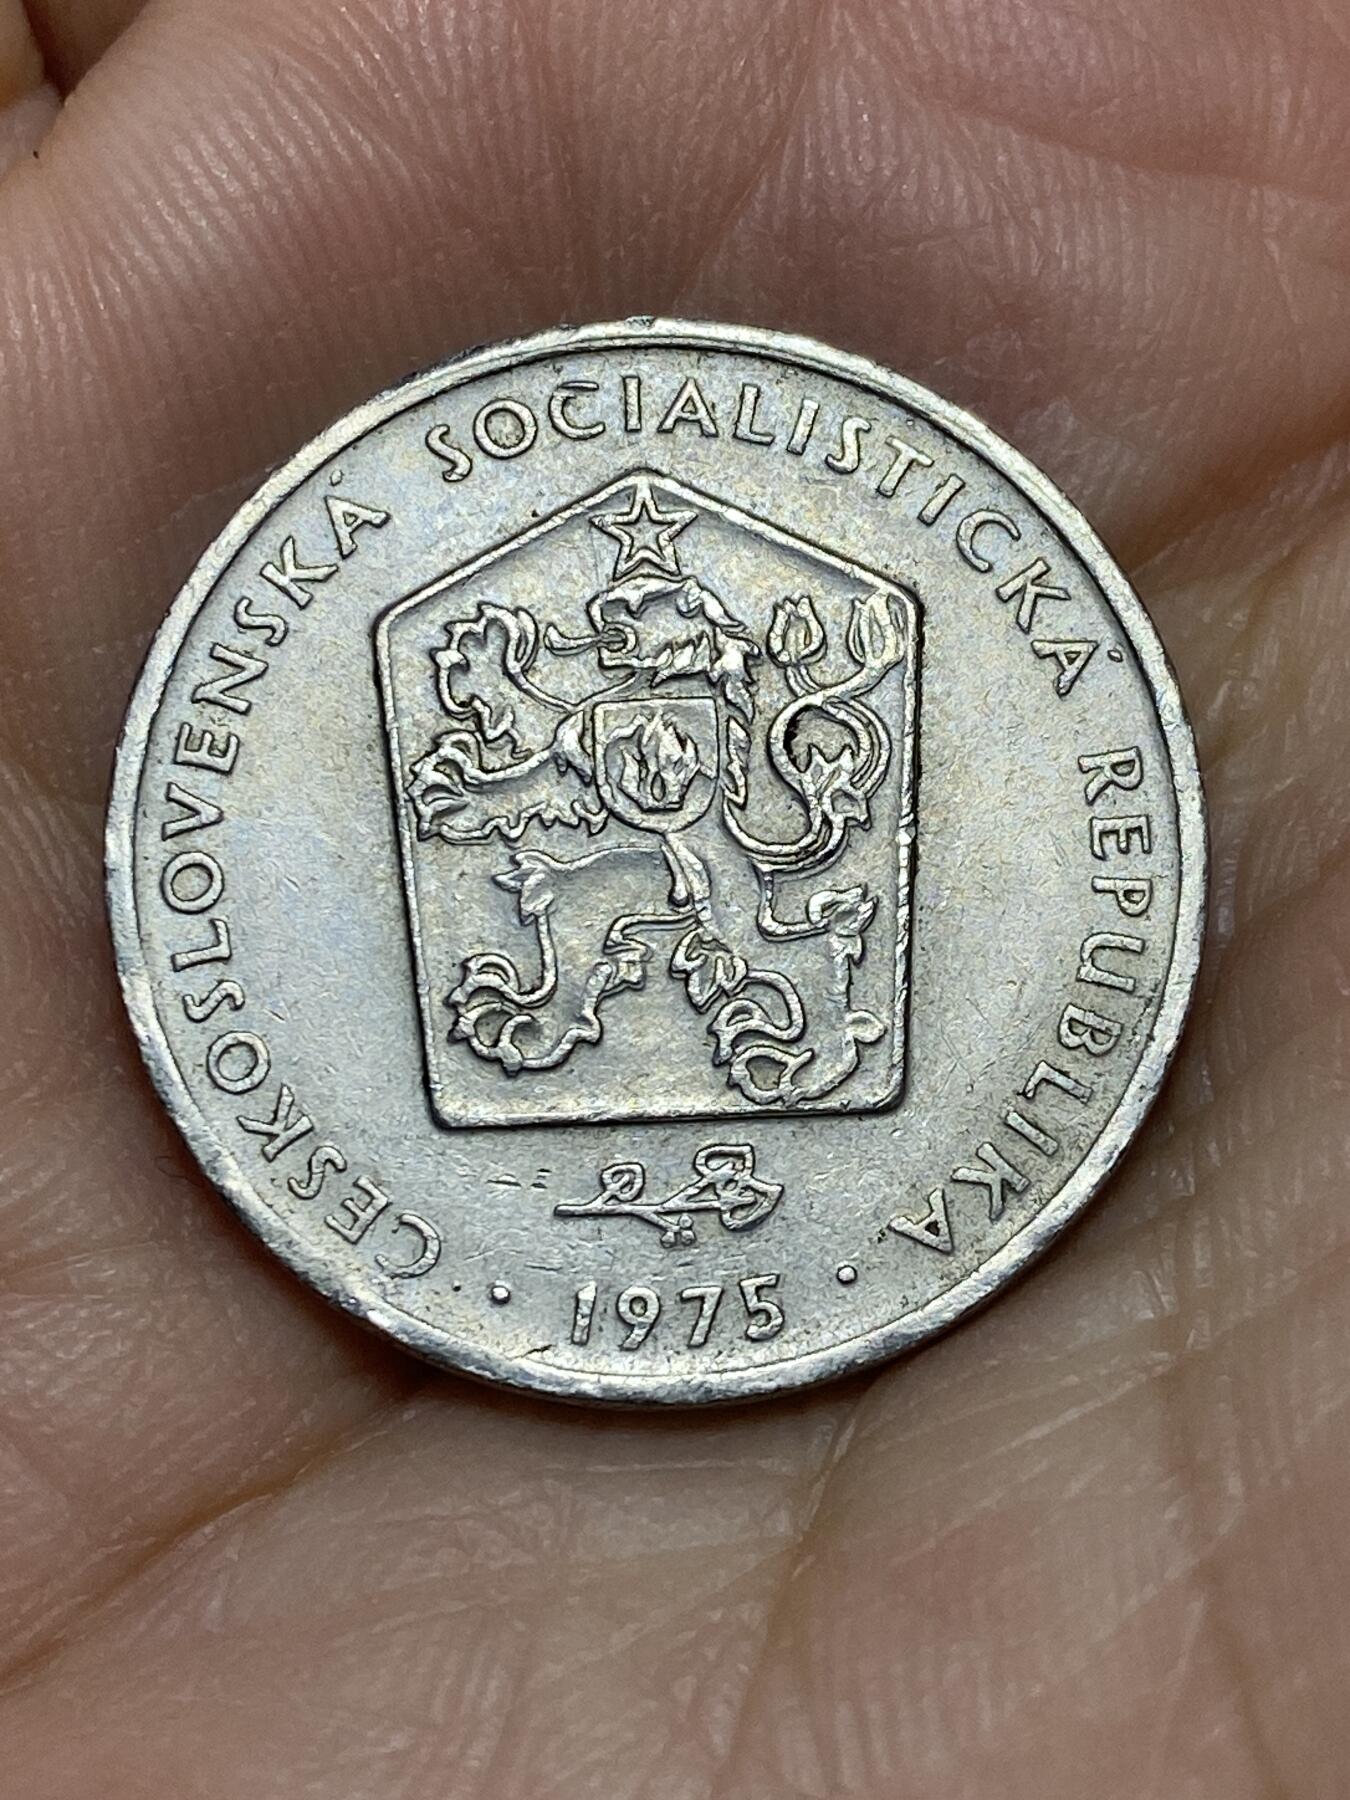 ČESKOSLOVENSKÁ SOCIALISTICKÁ REPUBLIKA
• 1975 •